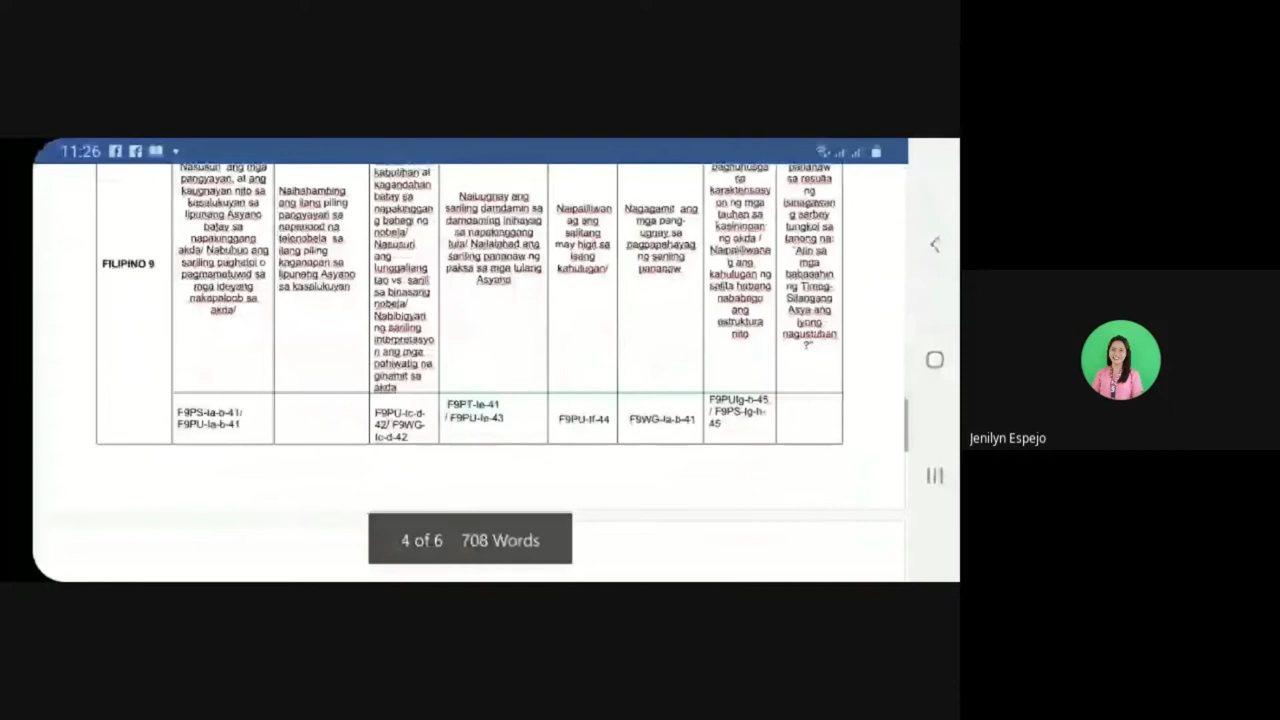 11:26
FILIPINO 9
Nasusuri ang mga
pangyayari, at ang
kaugnayan nito sa
kasalukuyan sa
lipunang Asyano
batay sa
napakinggang
akda/ Nabubuo ang
sariling paghatol o
pagmamatuwid sa
mga ideyang
nakapaloob sa
akda/
Naihahambing
ang ilang piling
pangyayari sa
napanood na
telenobela sa
ilang piling
kaganapan sa
lipunang Asyano
sa kasalukuyan
kabutihan at
kagandahan
batay sa
napakinggan
g bahagi ng
nobela/
Nasusuri
ang
tunggaliang
tao vs. sarili
sa binasang
nobela/
Nabibigyan
ng sariling
interpretasyo
n ang mga
pahiwatig na
ginamit sa
akda
Naiuugnay ang
sariling damdamin sa
damdaming inihayag
sa napakinggang
tula/ Nailalahad ang
sariling pananaw ng
paksa sa mga tulang
Asyano
Naipaliliwan
ag ang
salitang
may higit sa
isang
kahulugan/
Nagagamit ang
mga pang-
ugnay sa
pagpapahayag
ng sariling
pananaw
paghuhusga
karakterisasy
on ng mga
tauhan sa
kasiningan
ng akda /
Naipaliliwana
g ang
kahulugan ng
salita habang
nababago
ang
estruktura
nito
pananaw
sa resulta
ng
isinagawan
g sarbey
tungkol sa
tanong na:
"Alin sa
mga
babasahin
ng Timog-
Silangang
Asya ang
iyong
nagustuhan
?"
F9PS-Ia-b-41/
F9PU-Ia-b-41
F9PU-Ic-d-
42/ F9WG-
Ic-d-42
F9PT-Ie-41
/ F9PU-Ie-43
F9PU-If-44
F9WG-Ia-b-41
F9PUIg-h-45
/ F9PS-Ig-h-
45
4 of 6 708 Words
Jenilyn Espejo